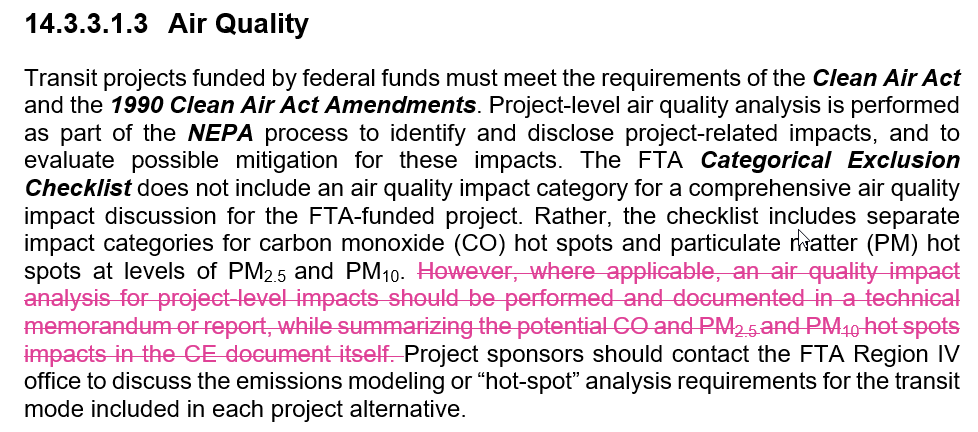 14.3.3.1.3 Air Quality
Transit projects funded by federal funds must meet the requirements of the Clean Air Act
and the 1990 Clean Air Act Amendments. Project-level air quality analysis is performed
as part of the NEPA process to identify and disclose project-related impacts, and to
evaluate possible mitigation for these impacts. The FTA Categorical Exclusion
Checklist does not include an air quality impact category for a comprehensive air quality
impact discussion for the FTA-funded project. Rather, the checklist includes separate
impact categories for carbon monoxide (CO) hot spots and particulate matter (PM) hot
spots at levels of PM2.5 and PM10. However, where applicable, an air quality impact
analysis for project-level impacts should be performed and documented in a technical
memorandum or report, while summarizing the potential CO and PM2.5 and PM10 hot spots
impacts in the CE document itself. Project sponsors should contact the FTA Region IV
office to discuss the emissions modeling or “hot-spot” analysis requirements for the transit
mode included in each project alternative.